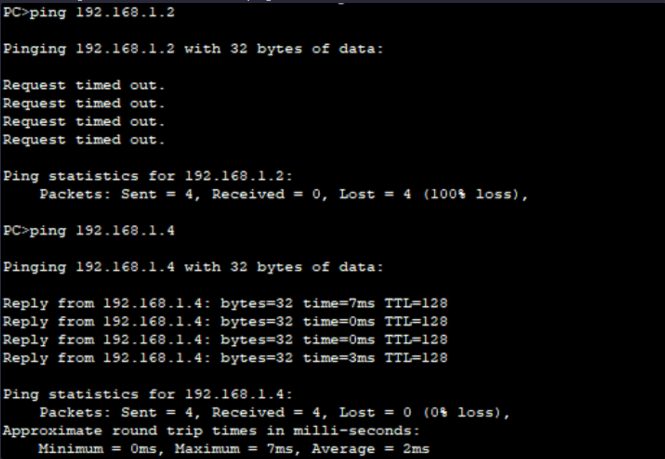 PC>ping 192.168.1.2
Pinging 192.168.1.2 with 32 bytes of data:
Request timed out.
Request timed out.
Request timed out.
Request timed out.
Ping statistics for 192.168.1.2:
Packets: Sent = 4, Received = 0, Lost = 4 (100% loss),
PC>ping 192.168.1.4
Pinging 192.168.1.4 with 32 bytes of data:
Reply from 192.168.1.4: bytes=32 time=7ms TTL=128
Reply from 192.168.1.4: bytes=32 time=0ms TTL=128
Reply from 192.168.1.4: bytes=32 time=0ms TTL=128
Reply from 192.168.1.4: bytes=32 time=3ms TTL=128
Ping statistics for 192.168.1.4:
Packets: Sent = 4, Received = 4, Lost = 0 (0% loss),
Approximate round trip times in milli-seconds:
Minimum = 0ms, Maximum = 7ms, Average = 2ms